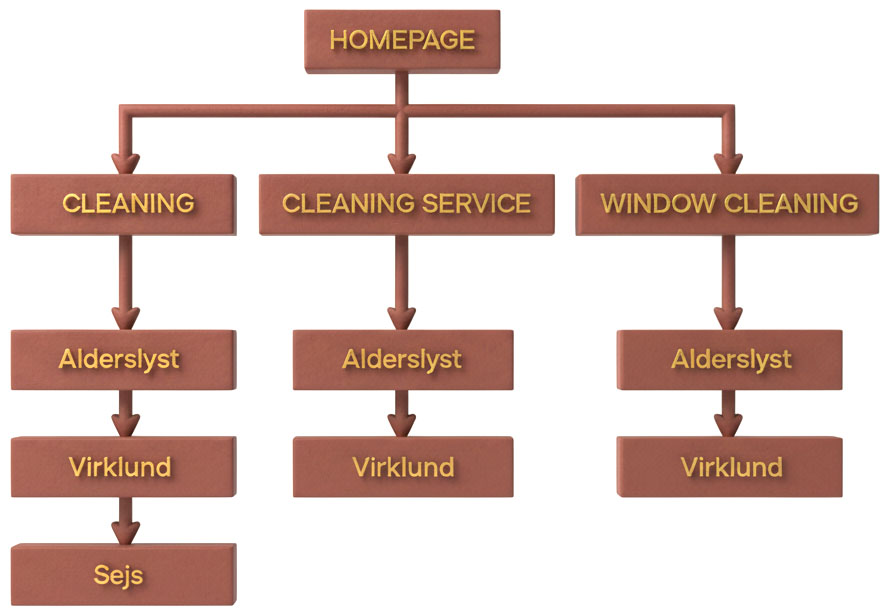 HOMEPAGE
CLEANING
CLEANING SERVICE
WINDOW CLEANING
Alderslyst
Alderslyst
Alderslyst
Virklund
Virklund
Virklund
Sejs